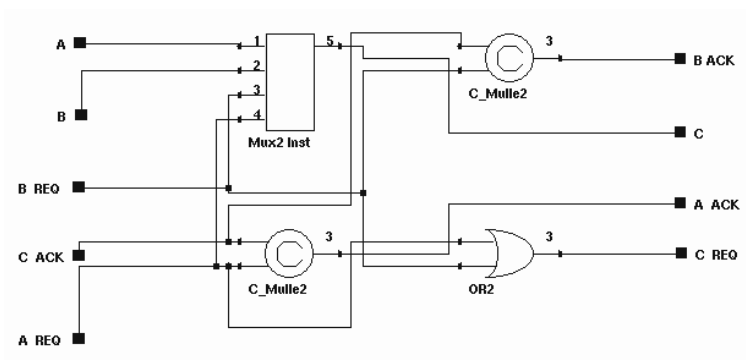 A
1
5
3
B ACK
2
3
4
B
C_Mulle2
C
Mux2 Inst
B REQ
A ACK
3
3
C ACK
C REQ
C_Mulle2
OR2
A REQ